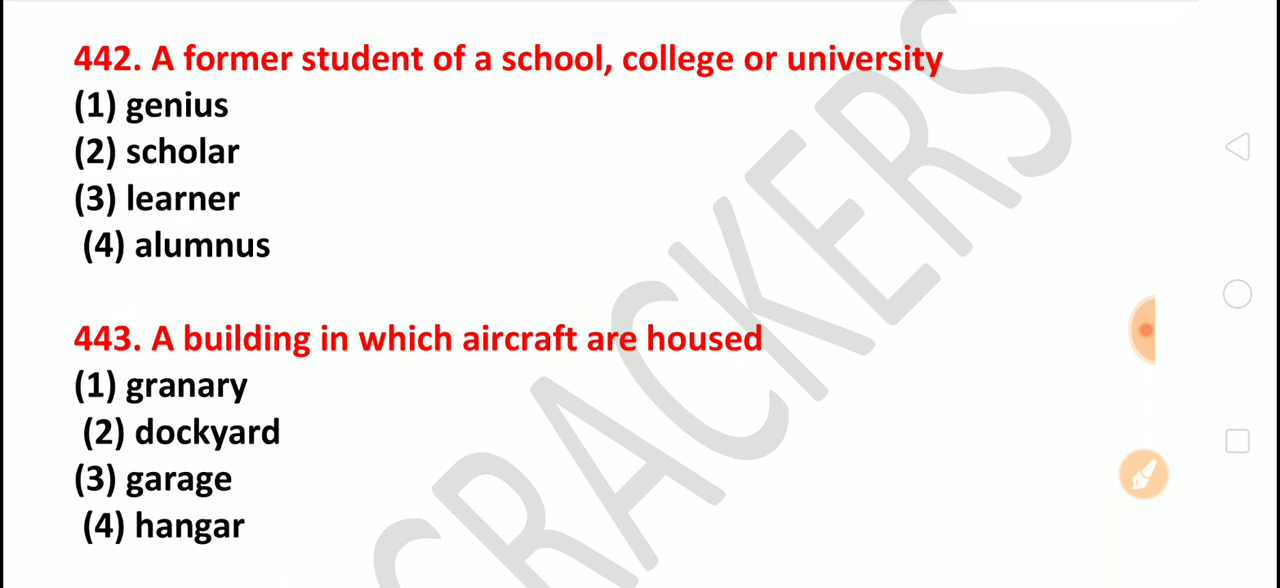 442. A former student of a school, college or university
(1) genius
(2) scholar
(3) learner
(4) alumnus
443. A building in which aircraft are housed
(1) granary
(2) dockyard
(3) garage
(4) hangar
CRACKERS